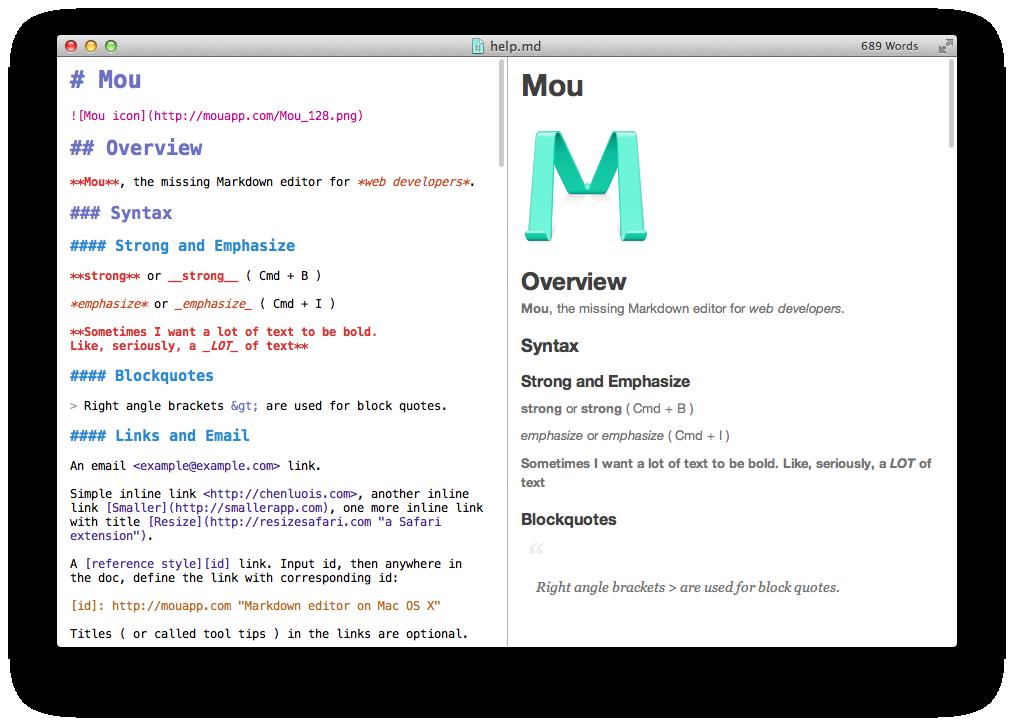 help.md
689 Words
# Mou
![Mou icon](http://mouapp.com/Mou_128.png)
## Overview
**Mou**, the missing Markdown editor for *web developers*.
### Syntax
#### Strong and Emphasize
**strong** or __strong__ ( Cmd + B )
*emphasize* or _emphasize_ ( Cmd + I )
**Sometimes I want a lot of text to be bold.
Like, seriously, a _LOT_ of text**
#### Blockquotes
> Right angle brackets &gt; are used for block quotes.
#### Links and Email
An email <example@example.com> link.
Simple inline link <http://chenluois.com>, another inline
link [Smaller](http://smallerapp.com), one more inline link
with title [Resize](http://resizesafari.com "a Safari
extension").
A [reference style][id] link. Input id, then anywhere in
the doc, define the link with corresponding id:
[id]: http://mouapp.com "Markdown editor on Mac OS X"
Titles ( or called tool tips ) in the links are optional.
Mou
Overview
Mou, the missing Markdown editor for web developers.
Syntax
Strong and Emphasize
strong or strong ( Cmd + B )
emphasize or emphasize ( Cmd + I )
Sometimes I want a lot of text to be bold. Like, seriously, a LOT of
text
Blockquotes
“
Right angle brackets > are used for block quotes.